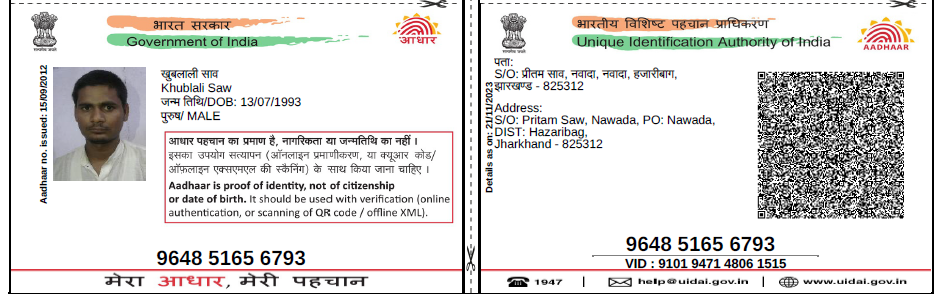 भारत सरकार
Government of India
आधार
Aadhaar no. issued: 15/09/2012
खुबलाली साव
Khublali Saw
जन्म तिथि/DOB: 13/07/1993
पुरुष/ MALE
आधार पहचान का प्रमाण है, नागरिकता या जन्मतिथि का नहीं ।
इसका उपयोग सत्यापन (ऑनलाइन प्रमाणीकरण, या क्यूआर कोड/
ऑफ़लाइन एक्सएमएल की स्कैनिंग) के साथ किया जाना चाहिए ।
Aadhaar is proof of identity, not of citizenship
or date of birth. It should be used with verification (online
authentication, or scanning of QR code / offline XML).
9648 5165 6793
मेरा आधार, मेरी पहचान
भारतीय विशिष्ट पहचान प्राधिकरण
Unique Identification Authority of India
AADHAAR
Details as on: 21/11/2023
पता:
S/O: प्रीतम साव, नवादा, नवादा, हजारीबाग,
झारखण्ड - 825312
Address:
S/O: Pritam Saw, Nawada, PO: Nawada,
DIST: Hazaribag,
Jharkhand - 825312
9648 5165 6793
VID : 9101 9471 4806 1515
1947 | help@uidai.gov.in | www.uidai.gov.in